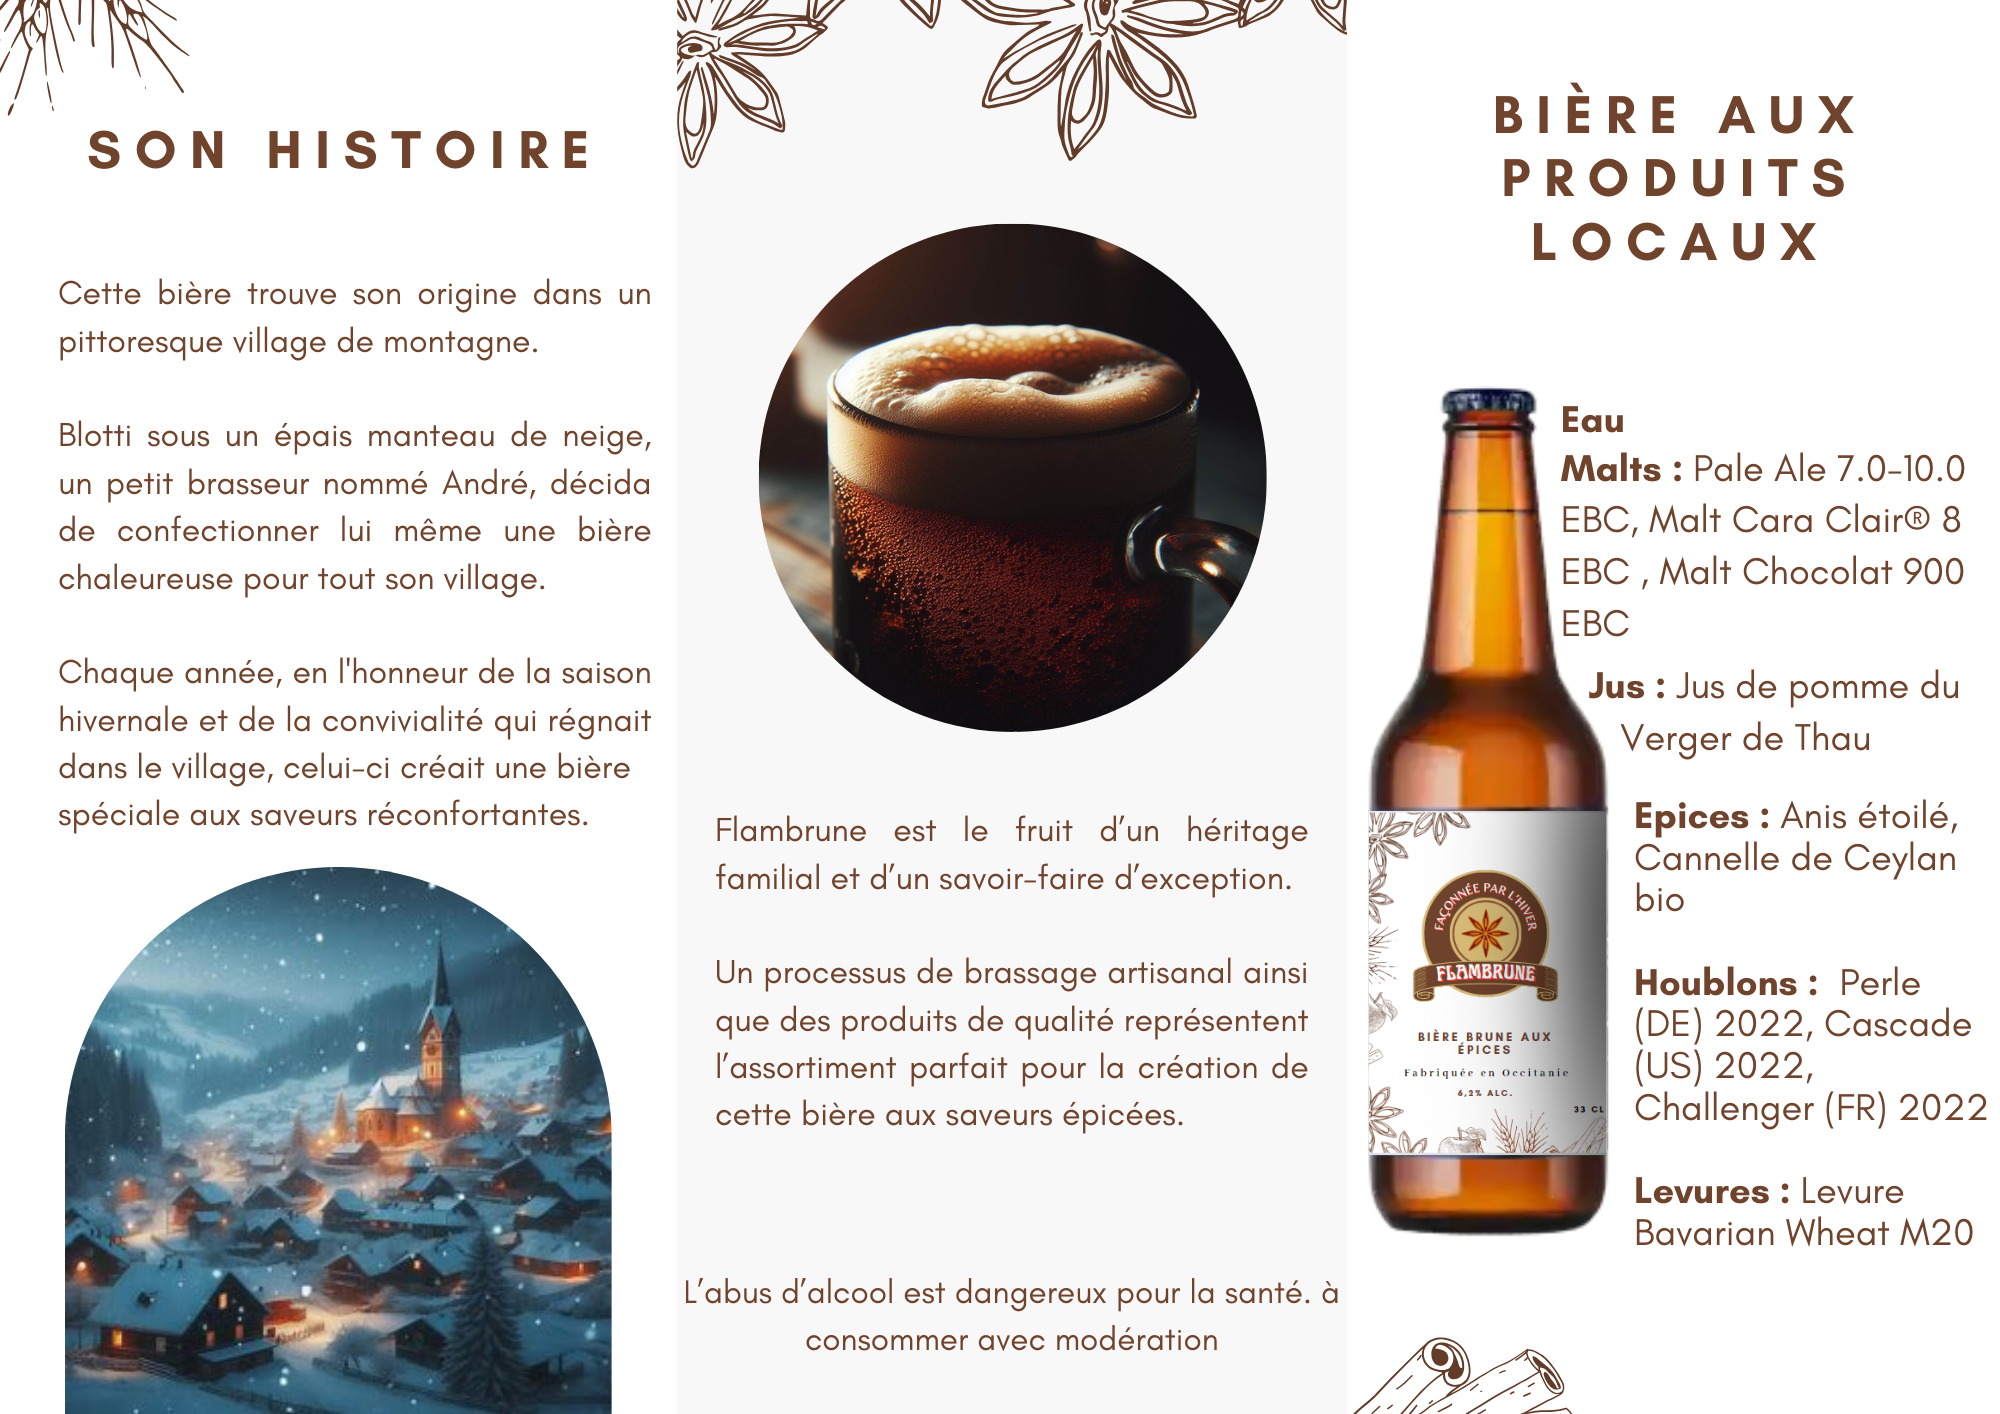 SON HISTOIRE
Cette bière trouve son origine dans un
pittoresque village de montagne.
Blotti sous un épais manteau de neige,
un petit brasseur nommé André, décida
de confectionner lui même une bière
chaleureuse pour tout son village.
Chaque année, en l'honneur de la saison
hivernale et de la convivialité qui régnait
dans le village, celui-ci créait une bière
spéciale aux saveurs réconfortantes.
Flambrune est le fruit d’un héritage
familial et d’un savoir-faire d’exception.
Un processus de brassage artisanal ainsi
que des produits de qualité représentent
l’assortiment parfait pour la création de
cette bière aux saveurs épicées.
L’abus d’alcool est dangereux pour la santé. à
consommer avec modération
BIÈRE AUX
PRODUITS
LOCAUX
Eau
Malts : Pale Ale 7.0-10.0
EBC, Malt Cara Clair® 8
EBC , Malt Chocolat 900
EBC
Jus : Jus de pomme du
Verger de Thau
Epices : Anis étoilé,
Cannelle de Ceylan
bio
Houblons :  Perle
(DE) 2022, Cascade
(US) 2022,
Challenger (FR) 2022
Levures : Levure
Bavarian Wheat M20
FAÇONNÉE PAR L'HIVER
FLAMBRUNE
BIÈRE BRUNE AUX
ÉPICES
Fabriquée en Occitanie
6,2% ALC.
33 CL